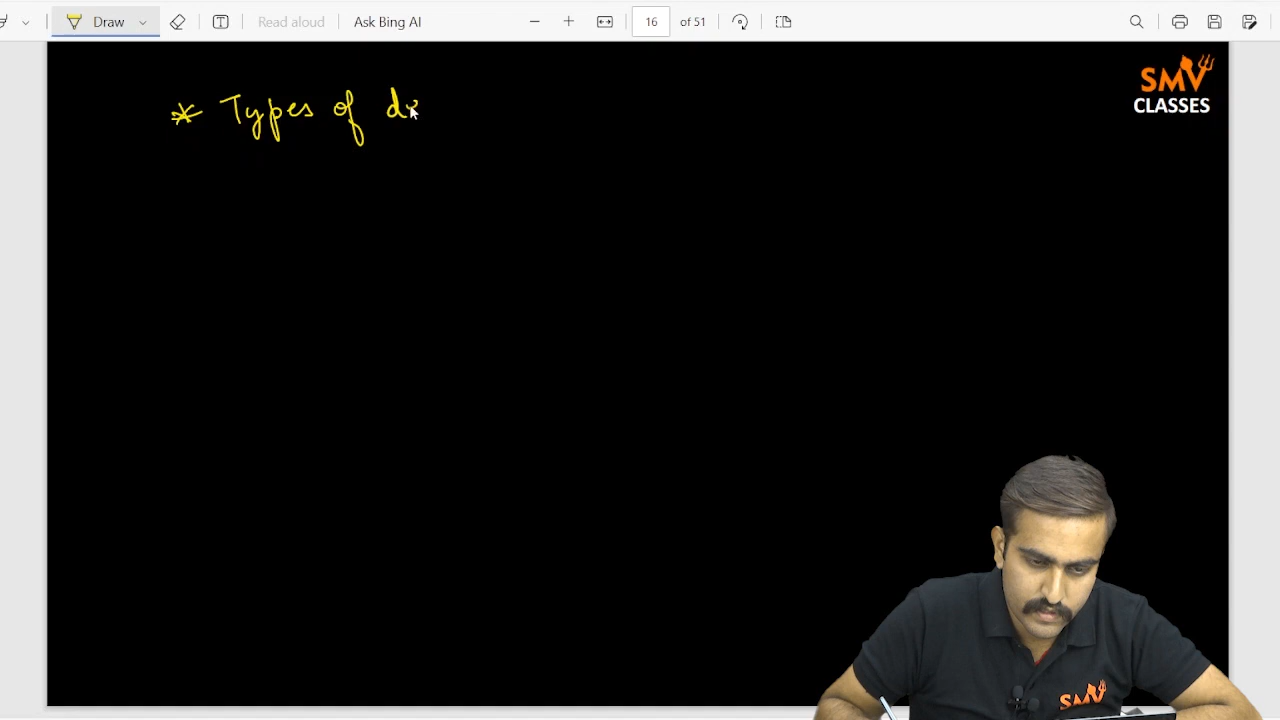 Draw
Read aloud
Ask Bing AI
16 of 51
SMV
CLASSES
* Types of
SMV